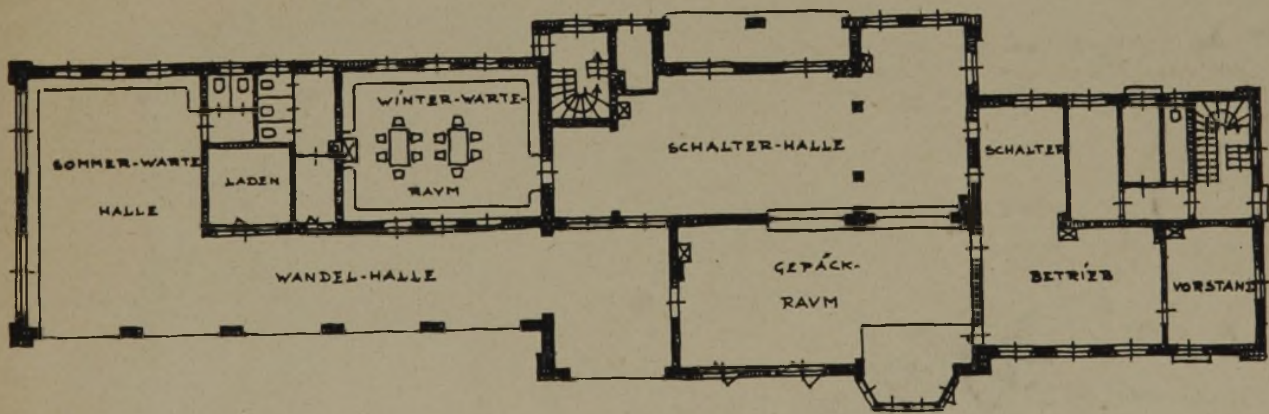 WINTER-WARTE-
RAVM
SOMMER-WARTE
HALLE
LADEN
SCHALTER-HALLE
SCHALTER
WANDEL-HALLE
GEPÄCK-
RAVM
BETRIEB
VORSTAND